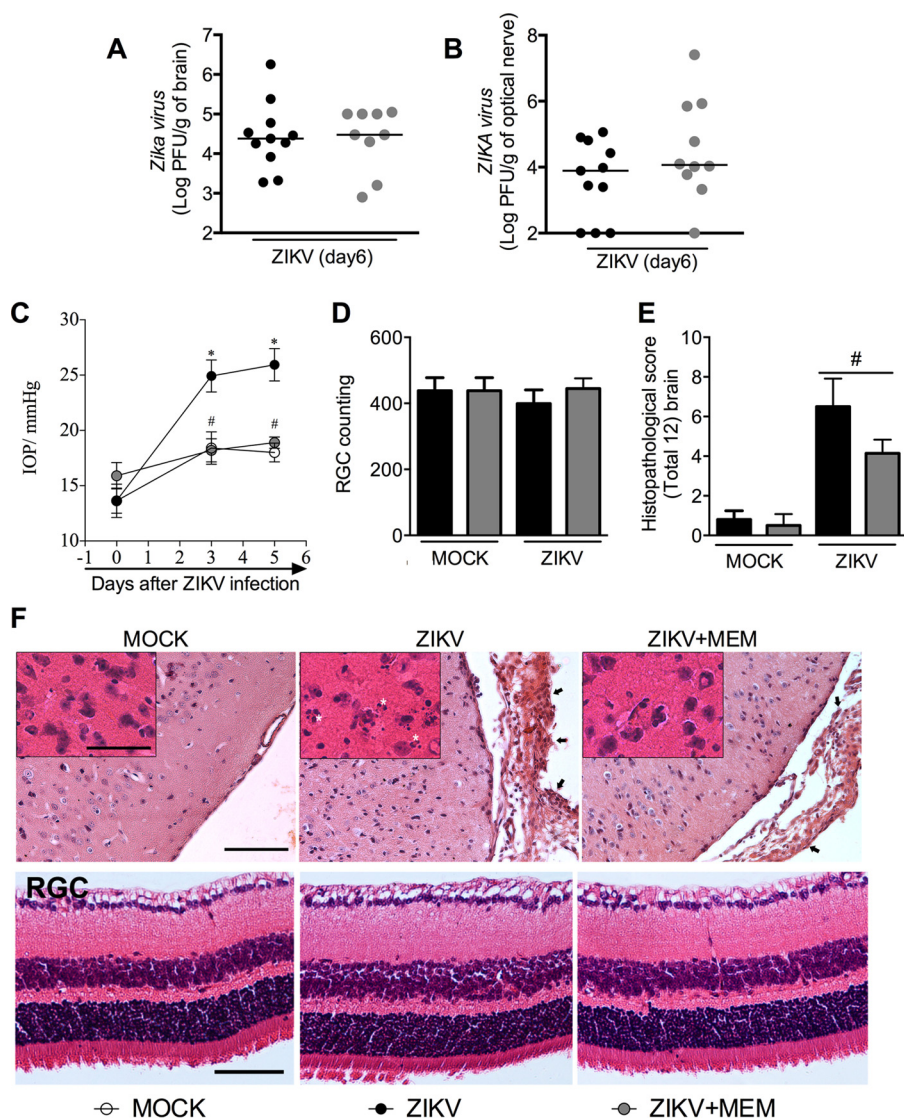 A
Zika virus
(Log PFU/g of brain)
7
6
5
4
3
2
ZIKV (day6)
B
ZIKA virus
(Log PFU/g of optical nerve)
8
6
4
2
ZIKV (day6)
C
IOP/ mmHg
30
25
20
15
10
* *
# #
-1 0 1 2 3 5 5 6
Days after ZIKV infection
D
RGC counting
600
400
200
0
MOCK ZIKV
E
Histopathological score
(Total 12) brain
10
8
6
4
2
0
#
MOCK ZIKV
F
MOCK ZIKV ZIKV+MEM
* * *
RGC
MOCK ZIKV ZIKV+MEM